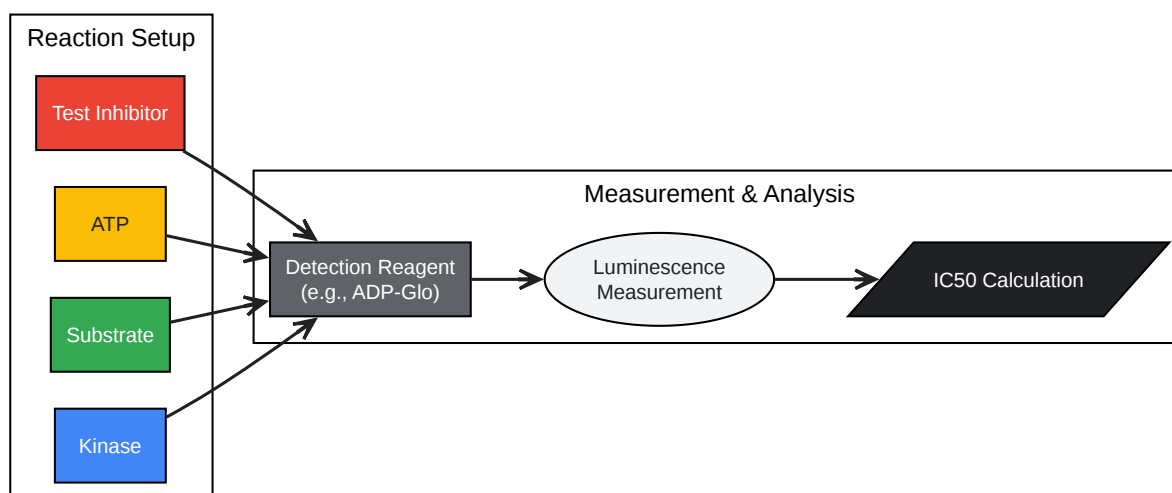 Reaction Setup
Test Inhibitor
ATP
Substrate
Kinase
Measurement & Analysis
Detection Reagent
(e.g., ADP-Glo)
Luminescence
Measurement
IC50 Calculation